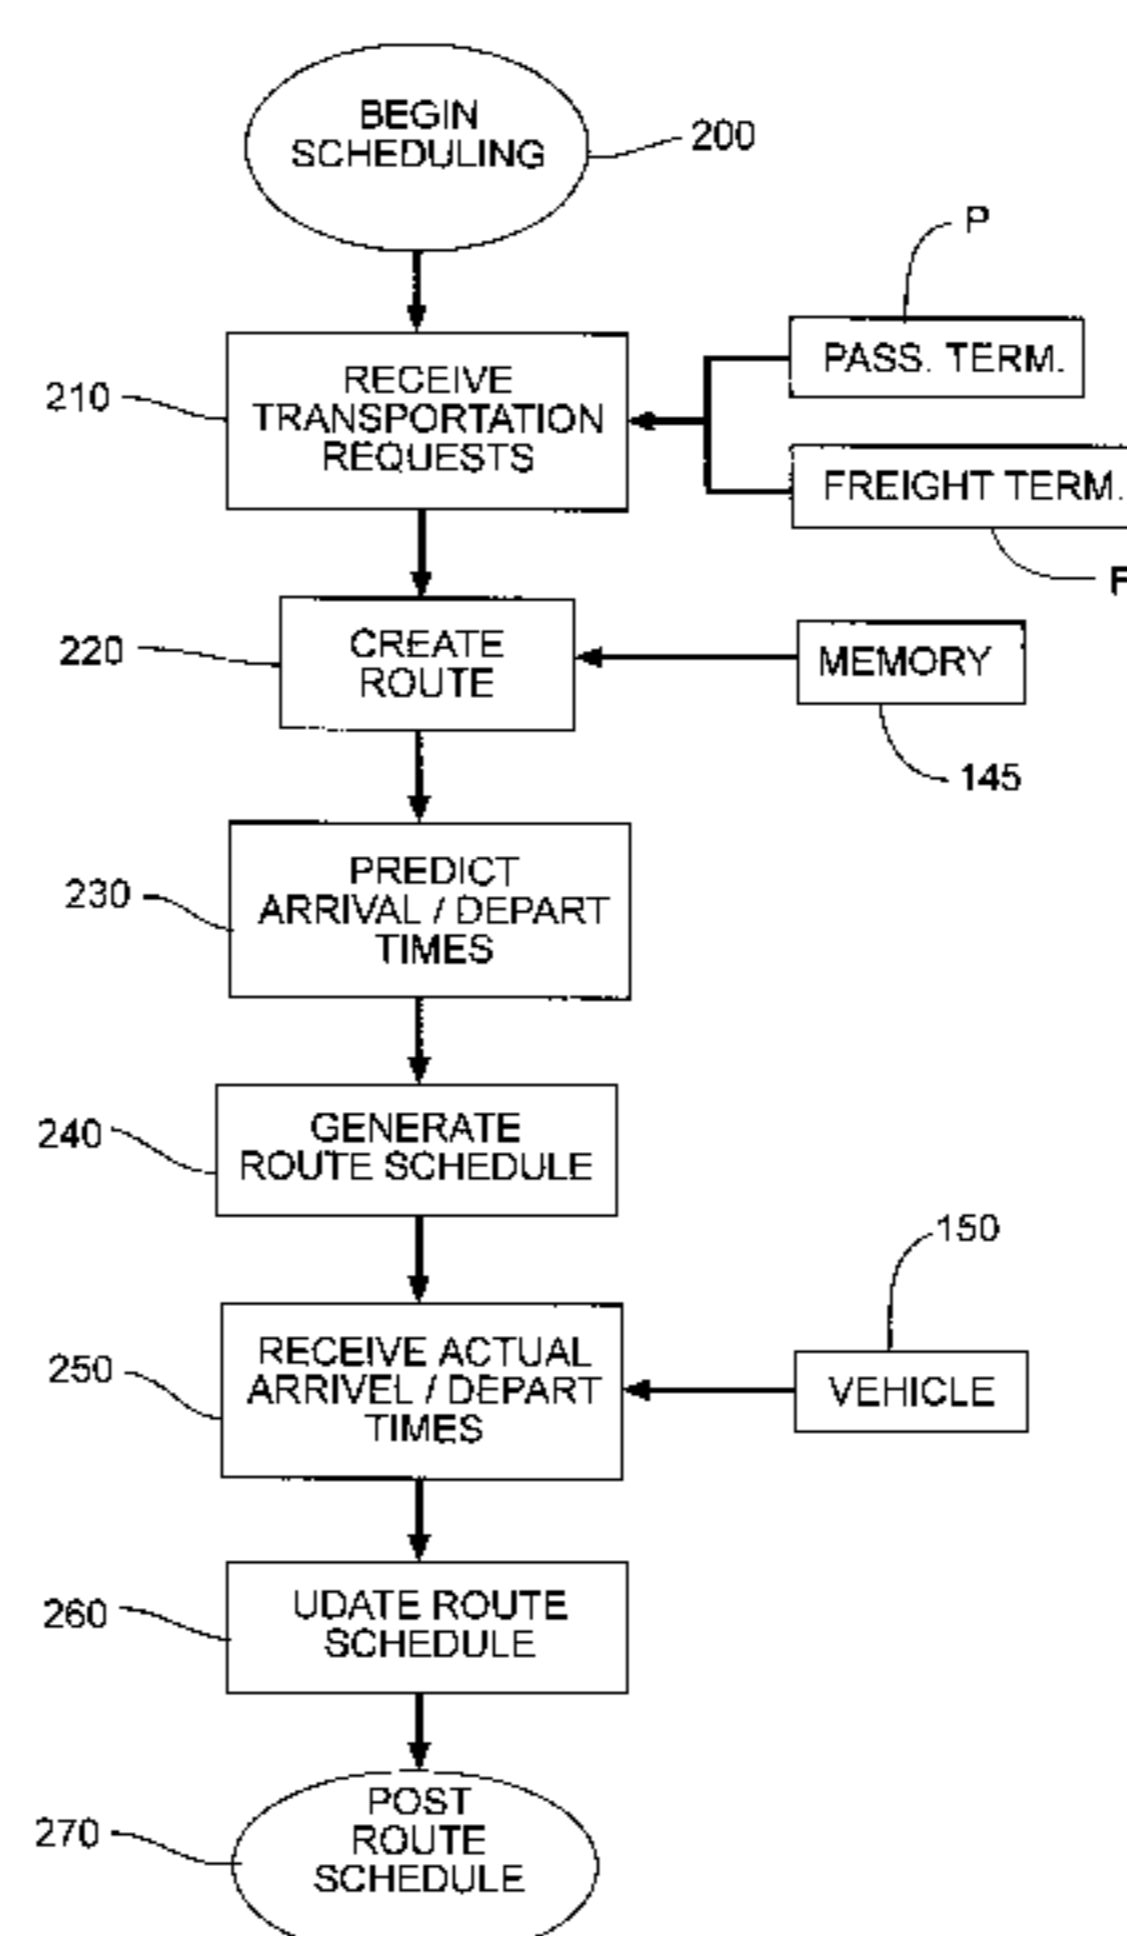 BEGIN
SCHEDULING
200
P
PASS. TERM.
210
RECEIVE
TRANSPORTATION
REQUESTS
FREIGHT TERM.
F
220
CREATE
ROUTE
MEMORY
145
230
PREDICT
ARRIVAL / DEPART
TIMES
240
GENERATE
ROUTE SCHEDULE
150
250
RECEIVE ACTUAL
ARRIVEL / DEPART
TIMES
VEHICLE
260
UDATE ROUTE
SCHEDULE
270
POST
ROUTE
SCHEDULE